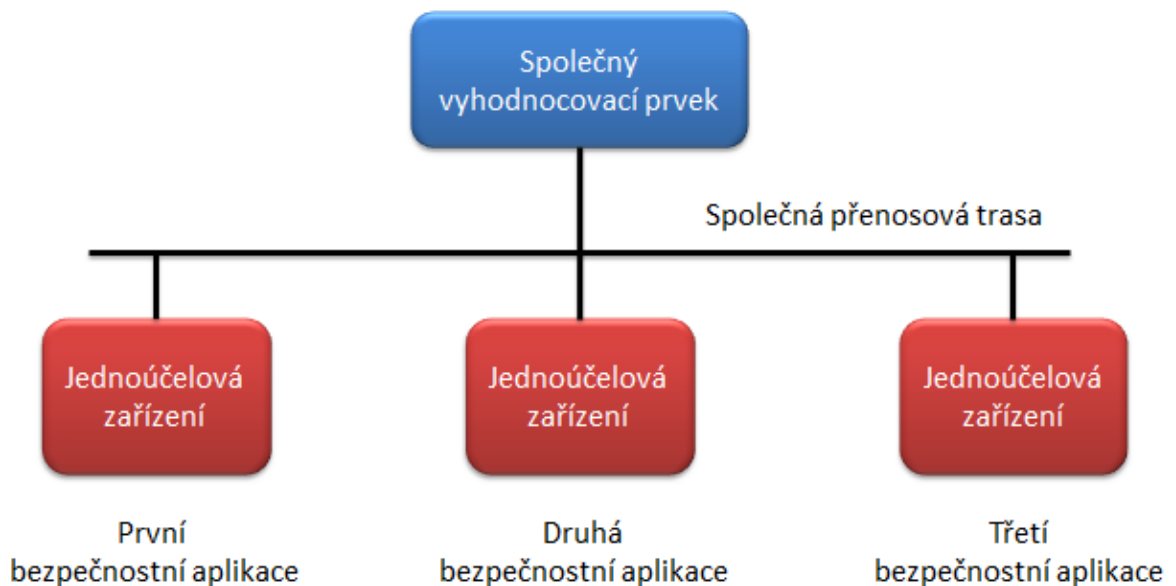 Společný
vyhodnocovací prvek
Společná přenosová trasa
Jednoúčelová
zařízení
Jednoúčelová
zařízení
Jednoúčelová
zařízení
První
bezpečnostní aplikace
Druhá
bezpečnostní aplikace
Třetí
bezpečnostní aplikace